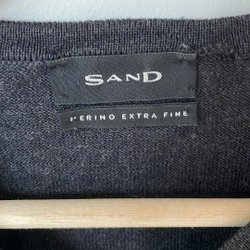 SAND
MERINO EXTRA FINE